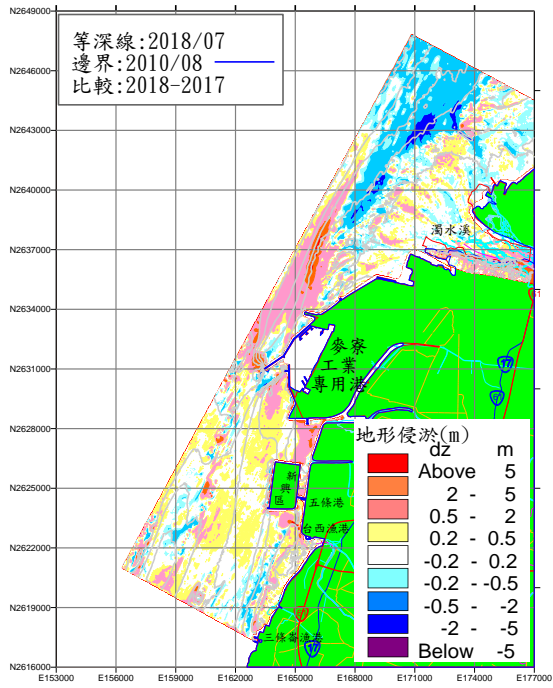 N2649000
等深線:2018/07
邊界:2010/08
比較:2018-2017
N2646000
N2643000
N2640000
濁水溪
N2637000
N2634000
麥寮
工業
專用港
N2631000
17
61
N2628000
地形侵淤(m)
dz m
Above 5
2 - 5
0.5 - 2
0.2 - 0.5
-0.2 - 0.2
-0.2 - -0.5
-0.5 - -2
-2 - -5
Below -5
新興區
N2625000
五條港
台西漁港
N2622000
N2619000
三條崙漁港
17
N2616000
E153000 E156000 E159000 E162000 E165000 E168000 E171000 E174000 E177000